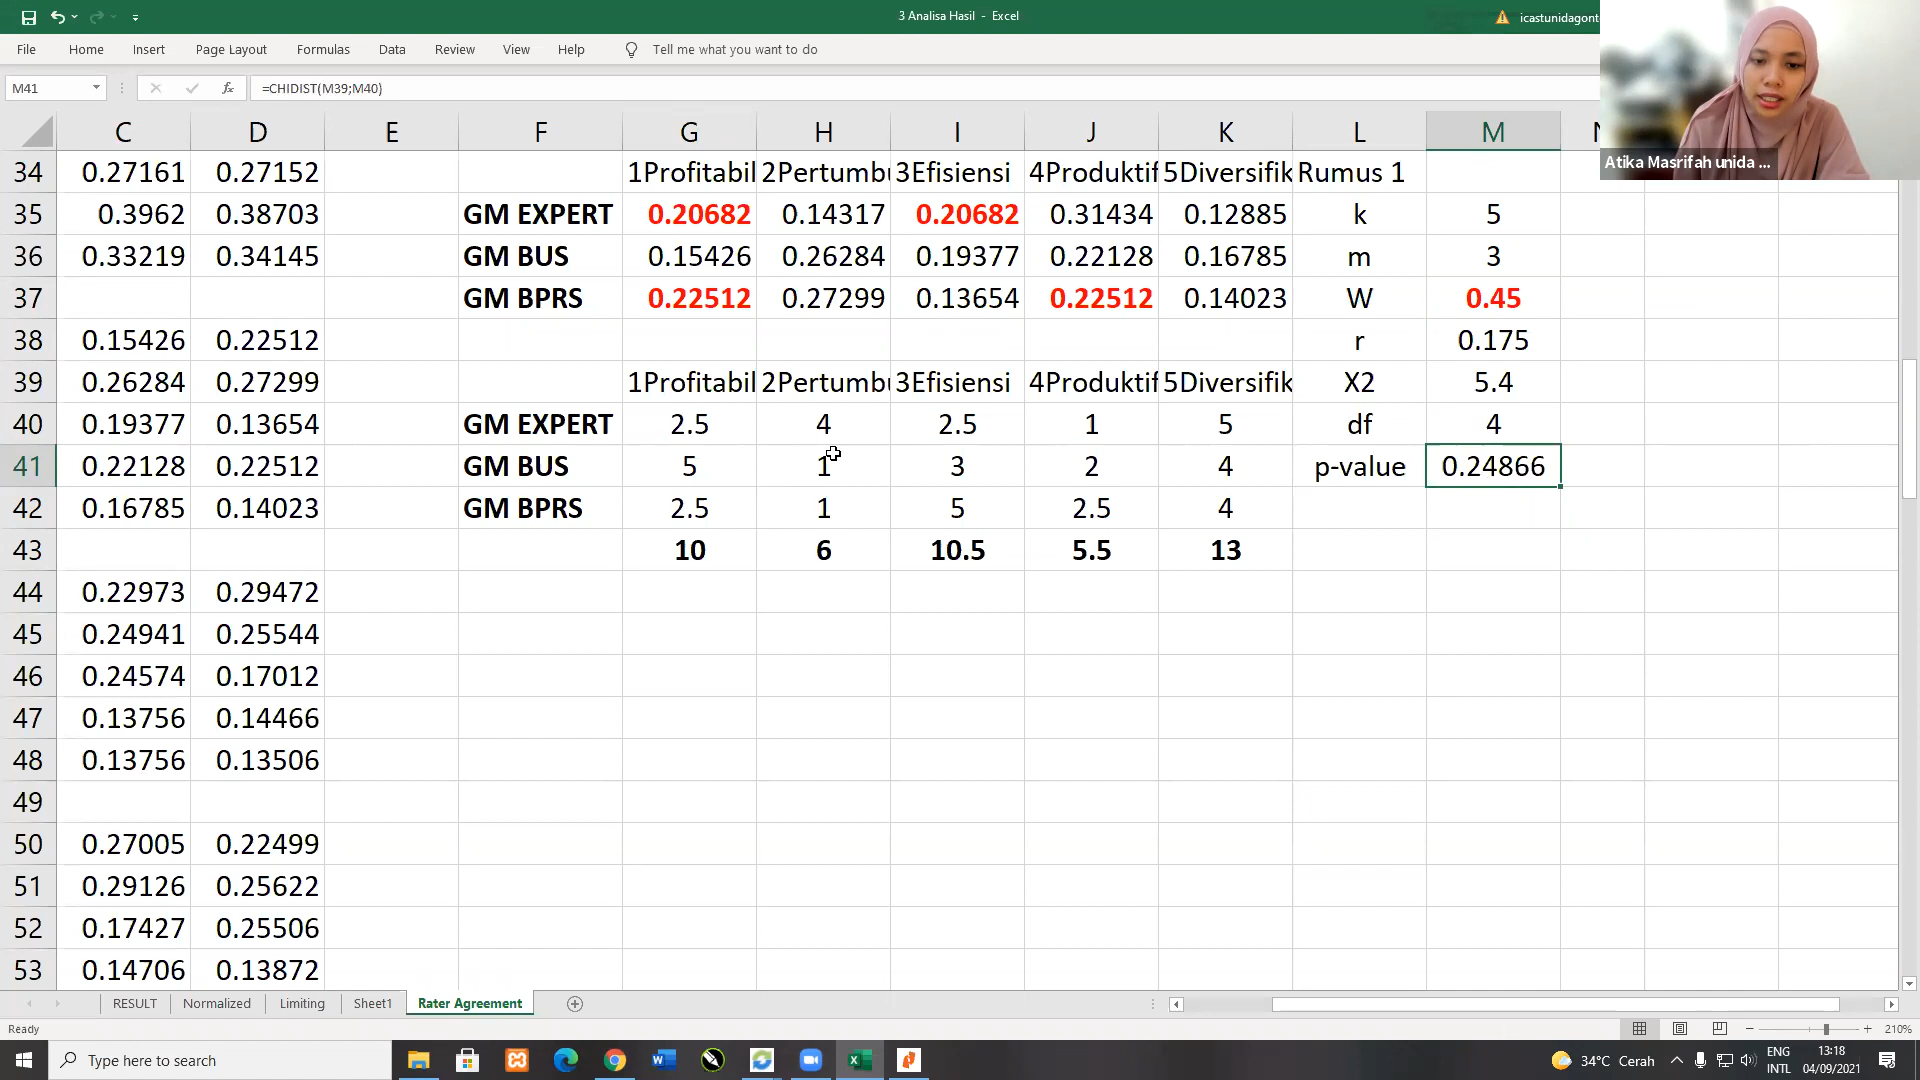 3 Analisa Hasil - Excel
icastunidagont
File Home Insert Page Layout Formulas Data Review View Help Tell me what you want to do
M41 fx =CHIDIST(M39;M40)
C D E F G H I J K L M N
34 0.27161 0.27152 1Profitabil 2Pertumbu 3Efisiensi 4Produktif 5Diversifik Rumus 1
35 0.3962 0.38703 GM EXPERT 0.20682 0.14317 0.20682 0.31434 0.12885 k 5
36 0.33219 0.34145 GM BUS 0.15426 0.26284 0.19377 0.22128 0.16785 m 3
37 GM BPRS 0.22512 0.27299 0.13654 0.22512 0.14023 W 0.45
38 0.15426 0.22512 r 0.175
39 0.26284 0.27299 1Profitabil 2Pertumbu 3Efisiensi 4Produktif 5Diversifik X2 5.4
40 0.19377 0.13654 GM EXPERT 2.5 4 2.5 1 5 df 4
41 0.22128 0.22512 GM BUS 5 1 3 2 4 p-value 0.24866
42 0.16785 0.14023 GM BPRS 2.5 1 5 2.5 4
43 10 6 10.5 5.5 13
44 0.22973 0.29472
45 0.24941 0.25544
46 0.24574 0.17012
47 0.13756 0.14466
48 0.13756 0.13506
49
50 0.27005 0.22499
51 0.29126 0.25622
52 0.17427 0.25506
53 0.14706 0.13872
RESULT Normalized Limiting Sheet1 Rater Agreement
Ready 210%
Type here to search 34°C Cerah ENG INTL 13:18 04/09/2021
Atika Masrifah unida ...